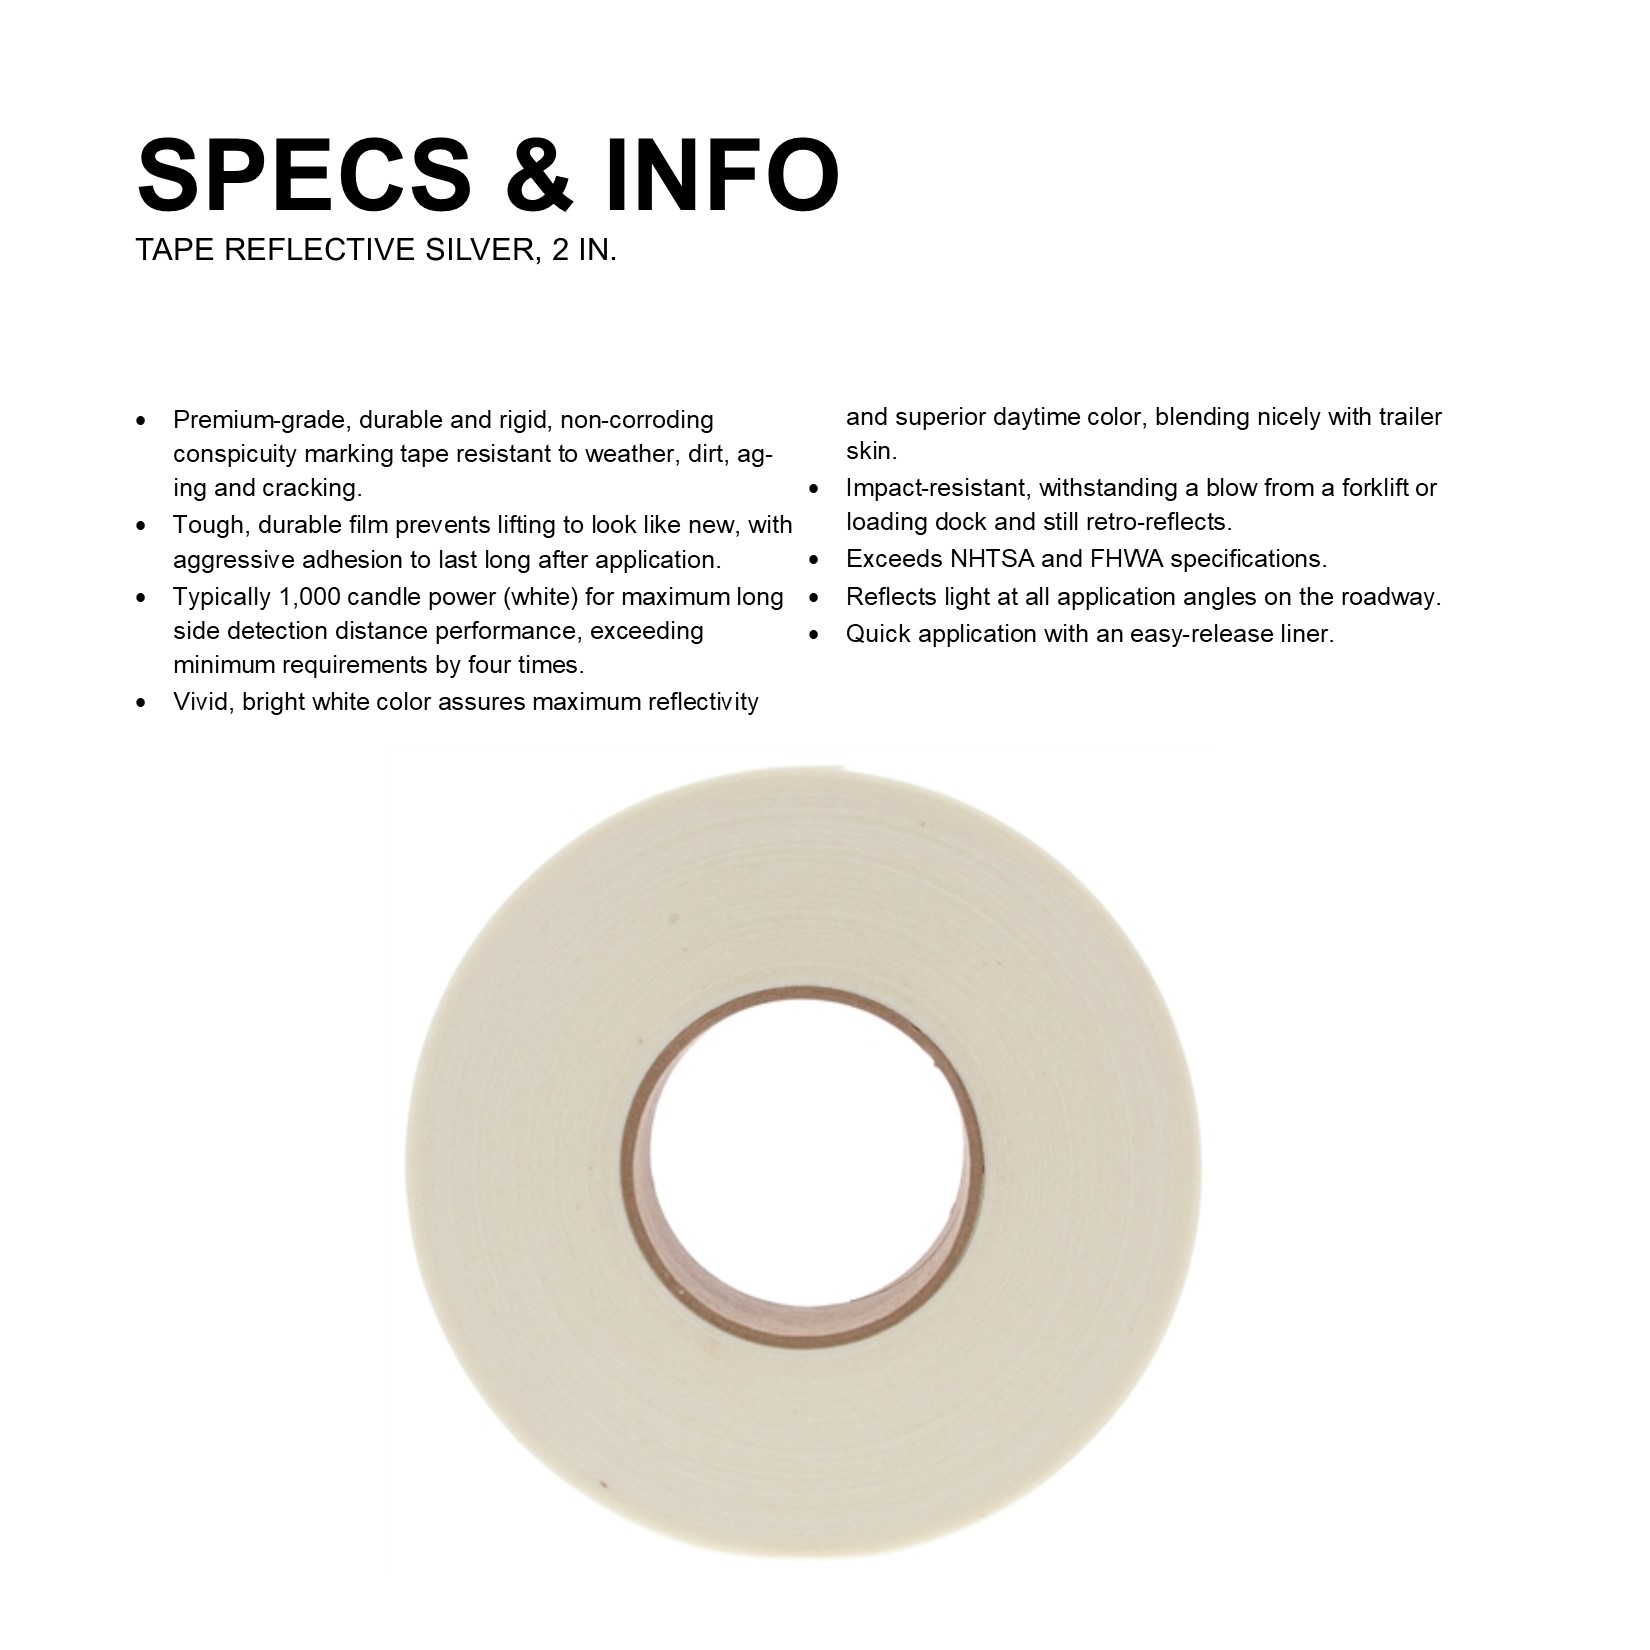 SPECS & INFO
TAPE REFLECTIVE SILVER, 2 IN.
• Premium-grade, durable and rigid, non-corroding
conspicuity marking tape resistant to weather, dirt, ag-
ing and cracking.
• Tough, durable film prevents lifting to look like new, with
aggressive adhesion to last long after application.
• Typically 1,000 candle power (white) for maximum long
side detection distance performance, exceeding
minimum requirements by four times.
• Vivid, bright white color assures maximum reflectivity
and superior daytime color, blending nicely with trailer
skin.
• Impact-resistant, withstanding a blow from a forklift or
loading dock and still retro-reflects.
• Exceeds NHTSA and FHWA specifications.
• Reflects light at all application angles on the roadway.
• Quick application with an easy-release liner.